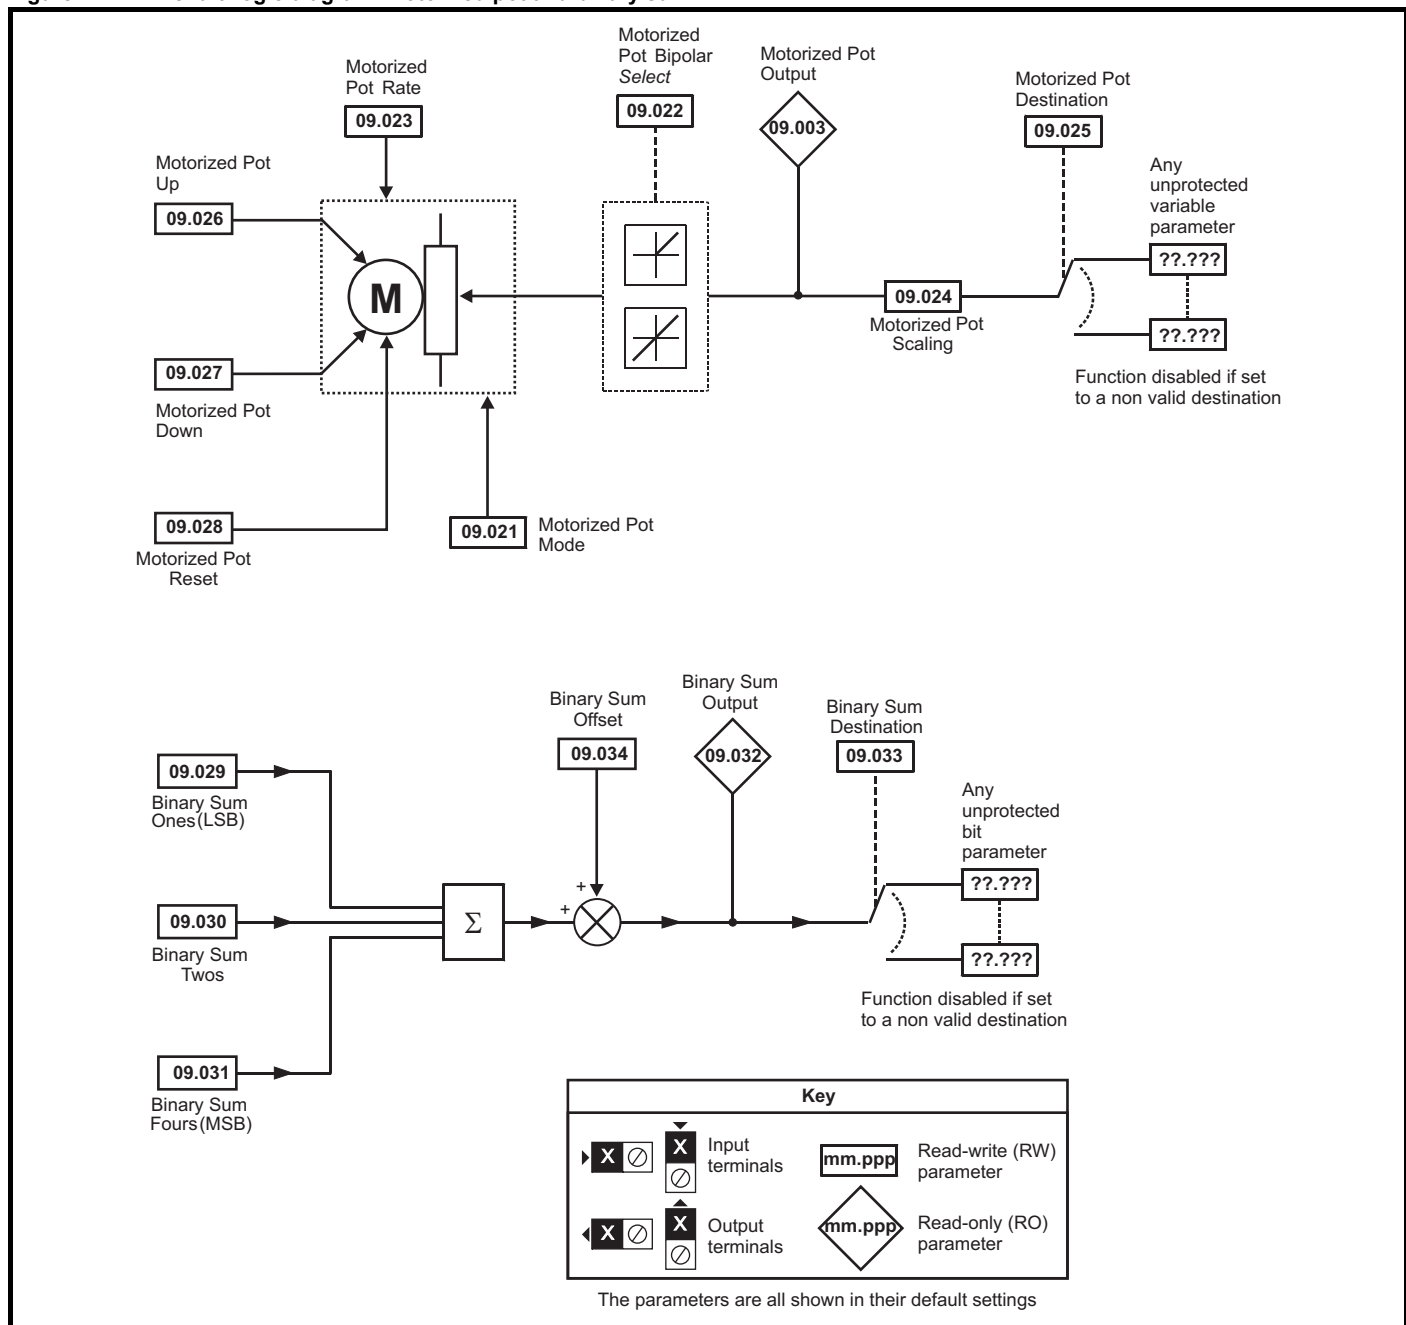 Motorized
Pot Rate
09.023
Motorized
Pot Bipolar
Select
09.022
Motorized Pot
Output
09.003
Motorized Pot
Destination
09.025
Motorized Pot
Up
09.026
Any
unprotected
variable
parameter
??.???
??.???
M
09.024
Motorized Pot
Scaling
09.027
Motorized Pot
Down
Function disabled if set
to a non valid destination
09.028
Motorized Pot
Reset
09.021
Motorized Pot
Mode
Binary Sum
Offset
09.034
Binary Sum
Output
09.032
Binary Sum
Destination
09.033
09.029
Binary Sum
Ones (LSB)
Any
unprotected
bit
parameter
??.???
??.???
09.030
Binary Sum
Twos
Σ
+
+
Function disabled if set
to a non valid destination
09.031
Binary Sum
Fours (MSB)
Key
X
X
Input
terminals
mm.ppp
Read-write (RW)
parameter
X
X
Output
terminals
mm.ppp
Read-only (RO)
parameter
The parameters are all shown in their default settings